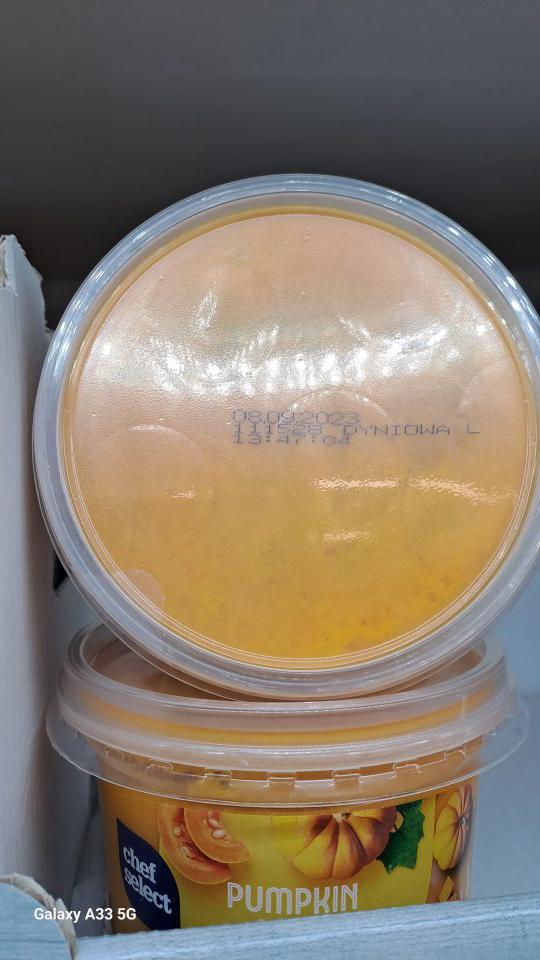 08.09.2023
111528 DYNIOWA L
13:47:04
chef
select
PUMPKIN
Galaxy A33 5G